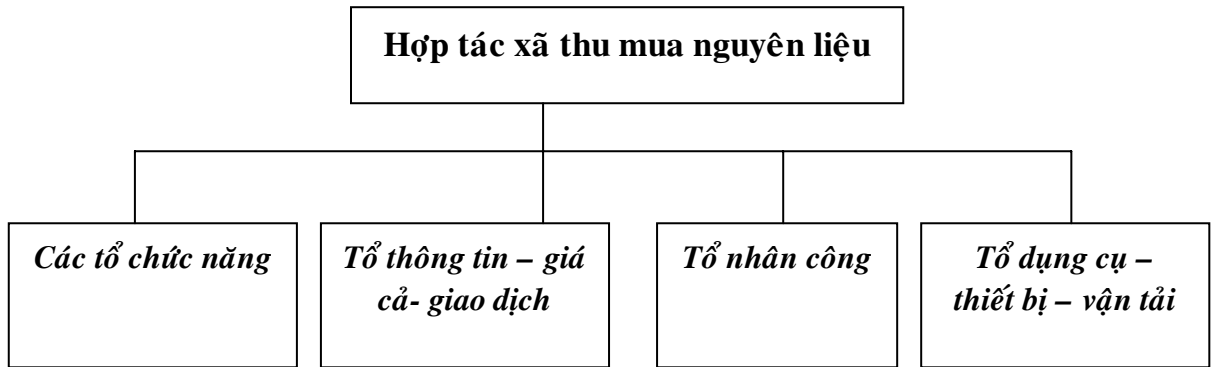 Hợp tác xã thu mua nguyên liệu
Các tổ chức năng
Tổ thông tin – giá
cả- giao dịch
Tổ nhân công
Tổ dụng cụ –
thiết bị – vận tải